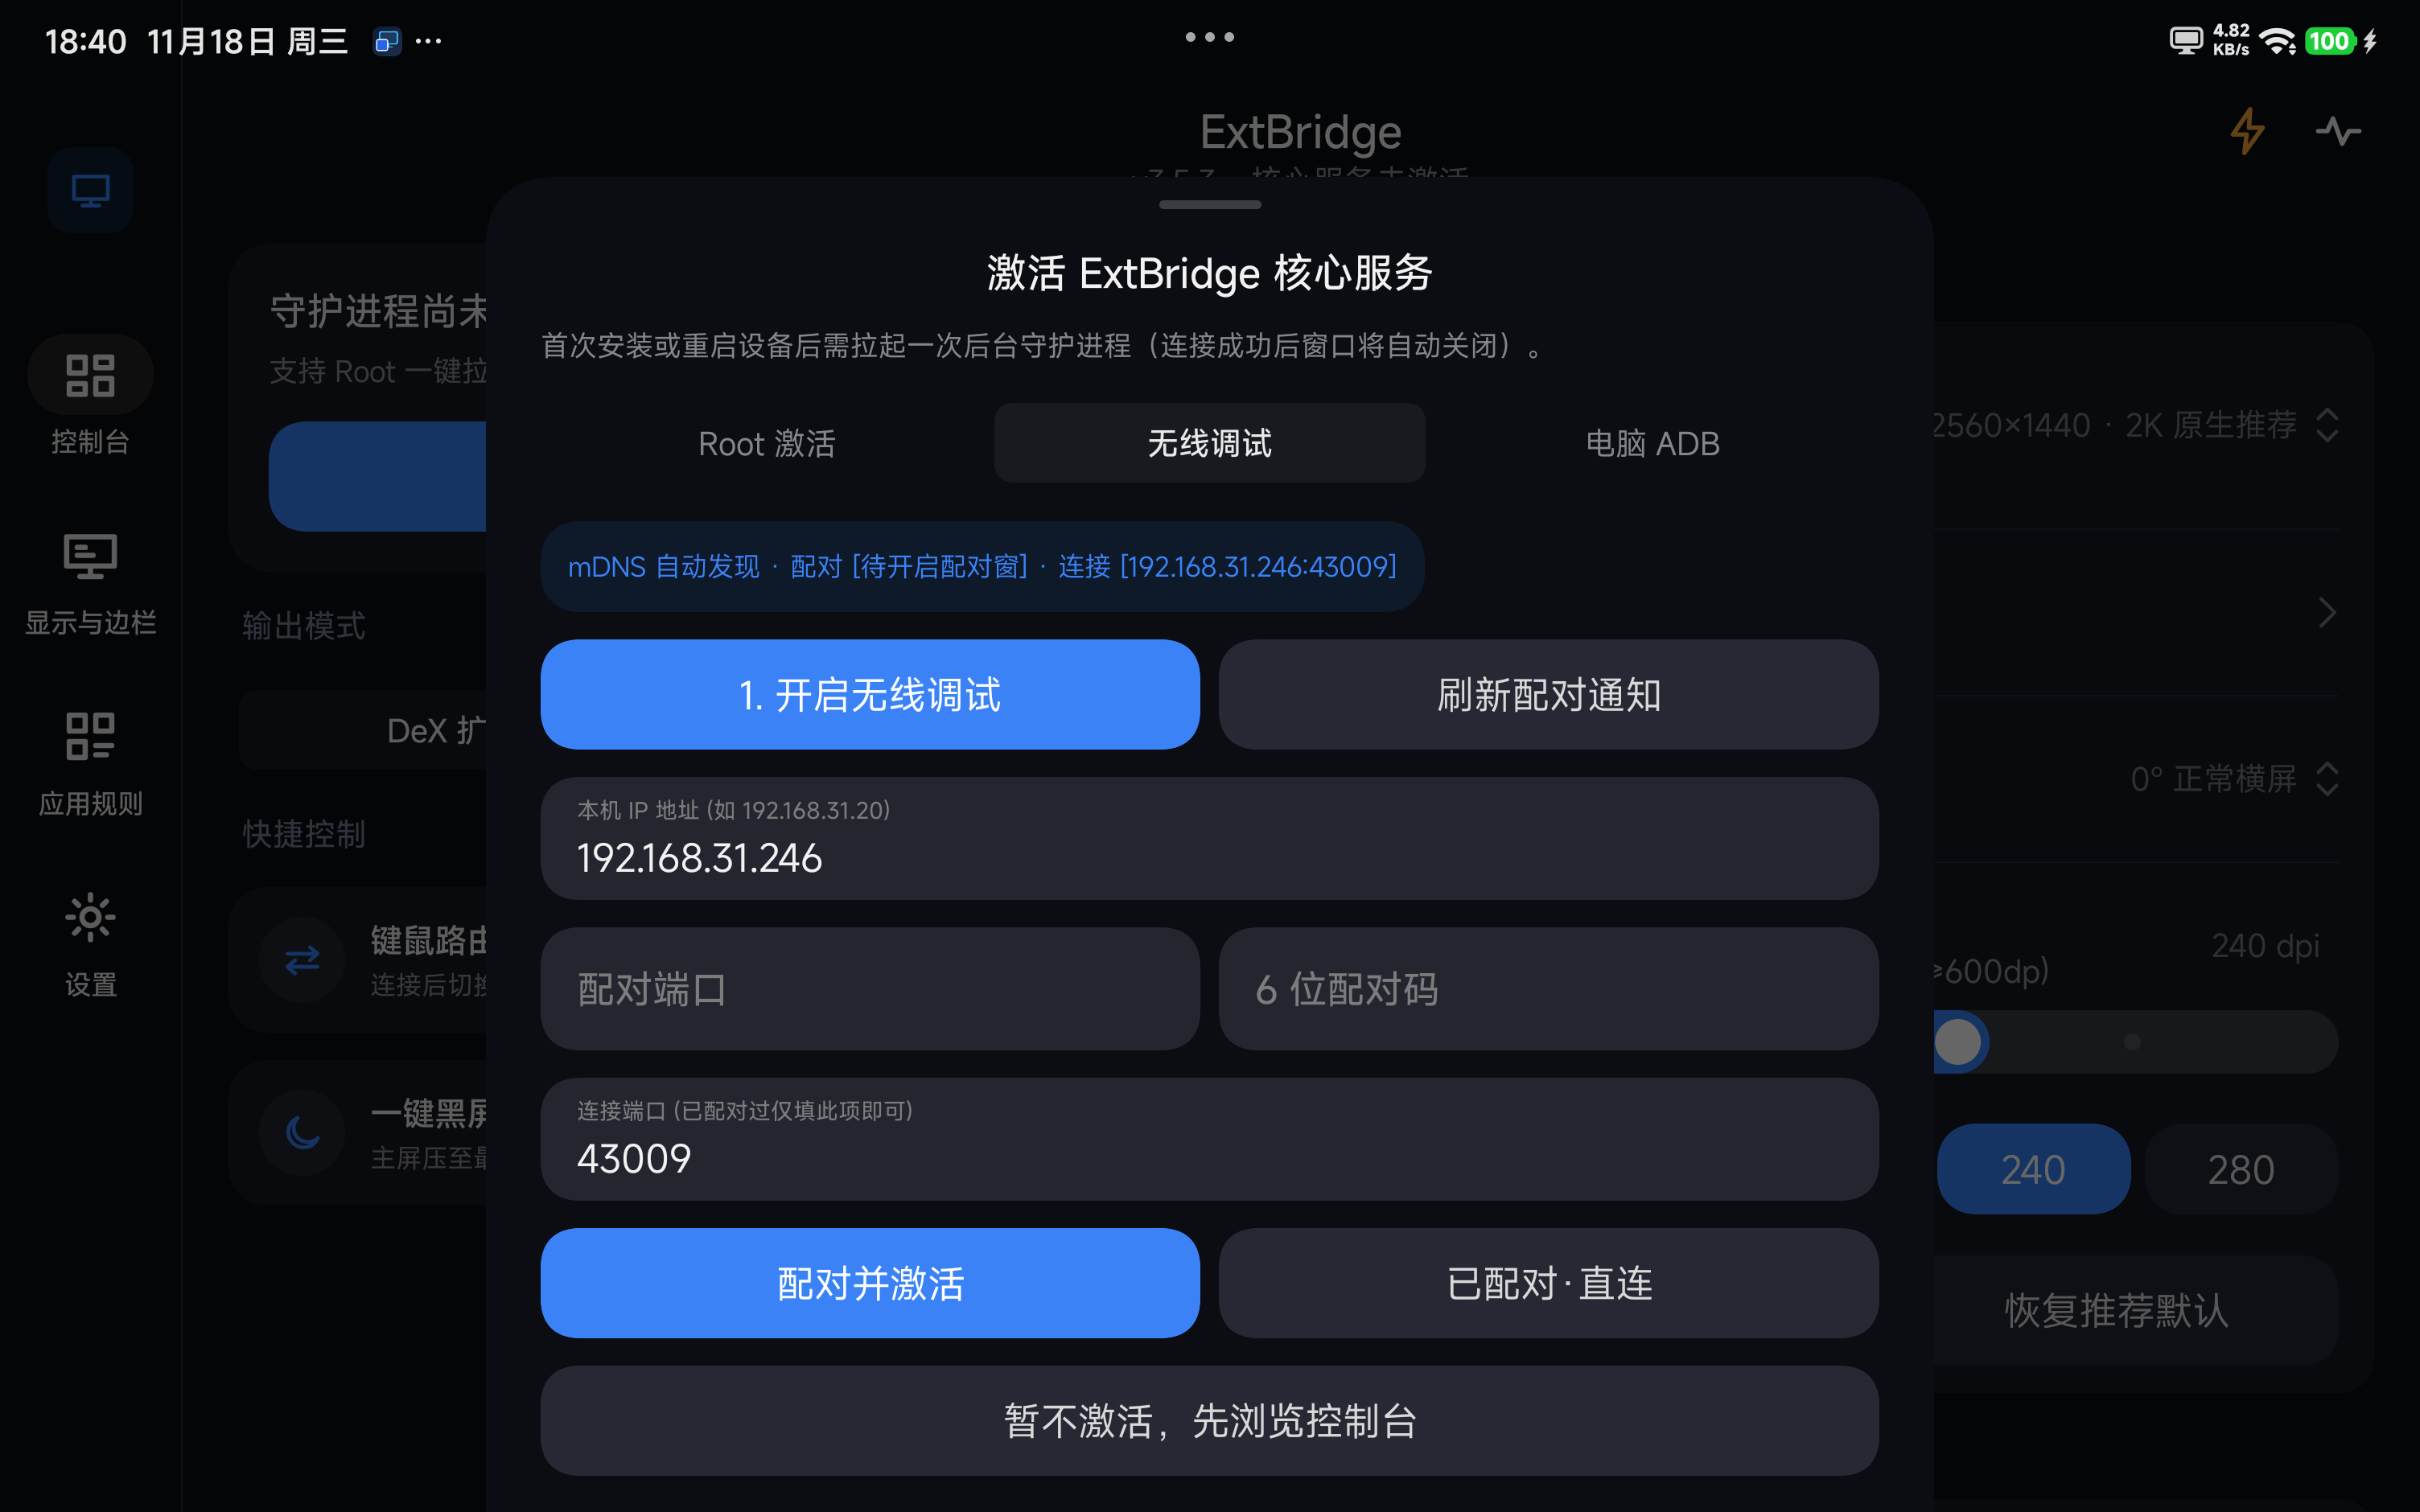 18:40 11月18日 周三
4.82 KB/s
100
ExtBridge
控制台
显示与边栏
应用规则
设置
守护进程尚未
支持 Root 一键拉
输出模式
DeX 扩
快捷控制
键鼠路由
连接后切换
一键黑屏
主屏压至最
激活 ExtBridge 核心服务
首次安装或重启设备后需拉起一次后台守护进程（连接成功后窗口将自动关闭）。
Root 激活
无线调试
电脑 ADB
mDNS 自动发现 · 配对 [待开启配对窗] · 连接 [192.168.31.246:43009]
1. 开启无线调试
刷新配对通知
本机 IP 地址 (如 192.168.31.20)
192.168.31.246
配对端口
6 位配对码
连接端口 (已配对过仅填此项即可)
43009
配对并激活
已配对·直连
暂不激活，先浏览控制台
2560×1440 · 2K 原生推荐
0° 正常横屏
240 dpi
≥600dp)
240
280
恢复推荐默认